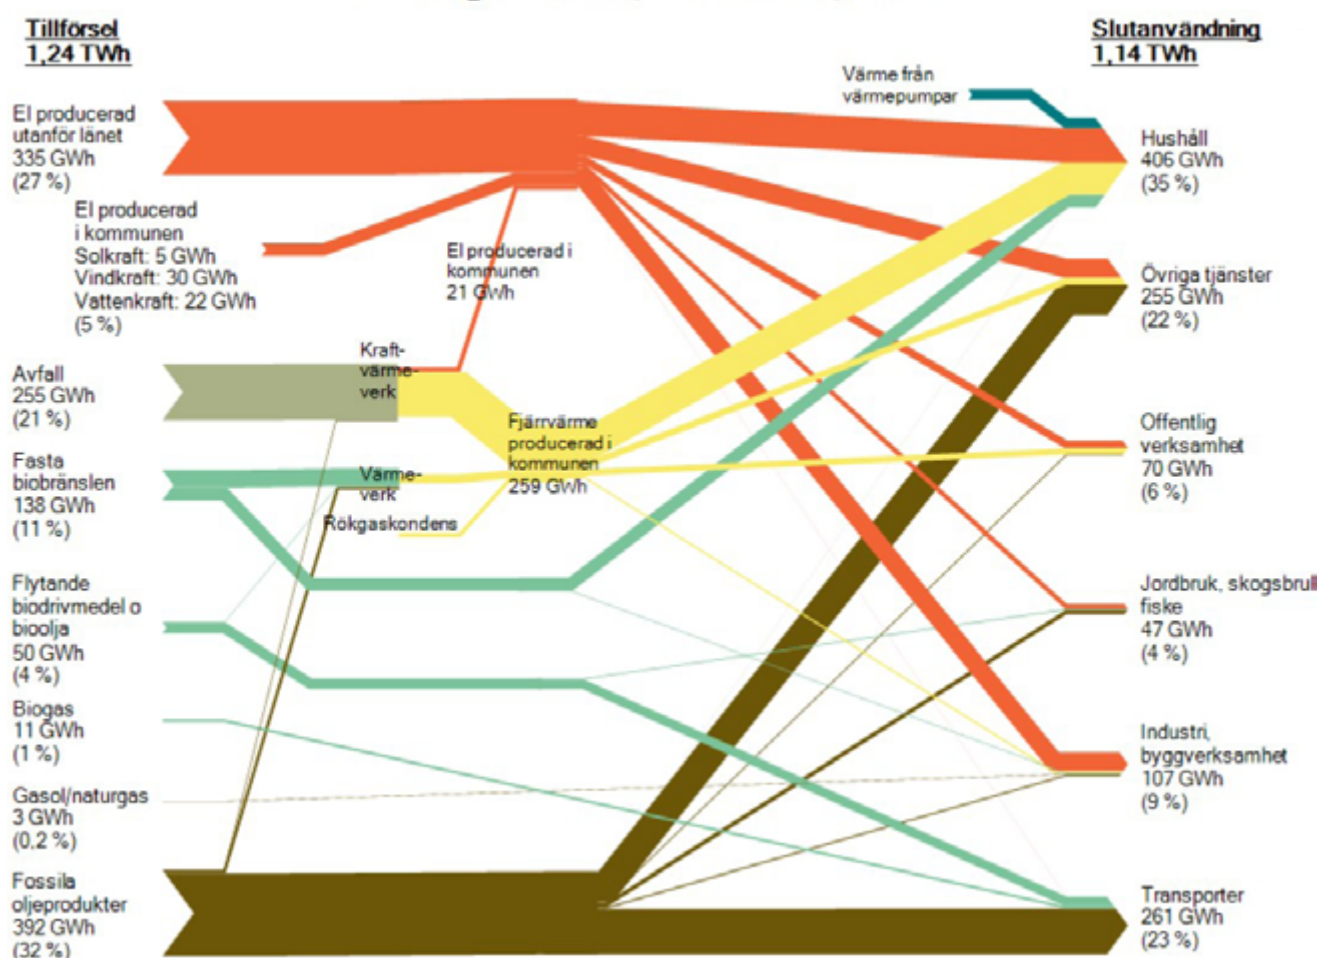 Tillförsel
1,24 TWh
El producerad
utanför länet
335 GWh
(27 %)
El producerad
i kommunen
Solkraft: 5 GWh
Vindkraft: 30 GWh
Vattenkraft: 22 GWh
(5 %)
Avfall
255 GWh
(21 %)
Fasta
biobränslen
138 GWh
(11 %)
Flytande
biodrivmedel o
bioolja
50 GWh
(4 %)
Biogas
11 GWh
(1 %)
Gasol/naturgas
3 GWh
(0,2 %)
Fossila
oljeprodukter
392 GWh
(32 %)
El producerad i
kommunen
21 GWh
Kraft-
värme-
verk
Värme-
verk
Rökgaskondens
Fjärrvärme
producerad i
kommunen
259 GWh
Värme från
värmepumpar
Slutanvändning
1,14 TWh
Hushåll
406 GWh
(35 %)
Övriga tjänster
255 GWh
(22 %)
Offentlig
verksamhet
70 GWh
(6 %)
Jordbruk, skogsbrul
fiske
47 GWh
(4 %)
Industri,
byggverksamhet
107 GWh
(9 %)
Transporter
261 GWh
(23 %)